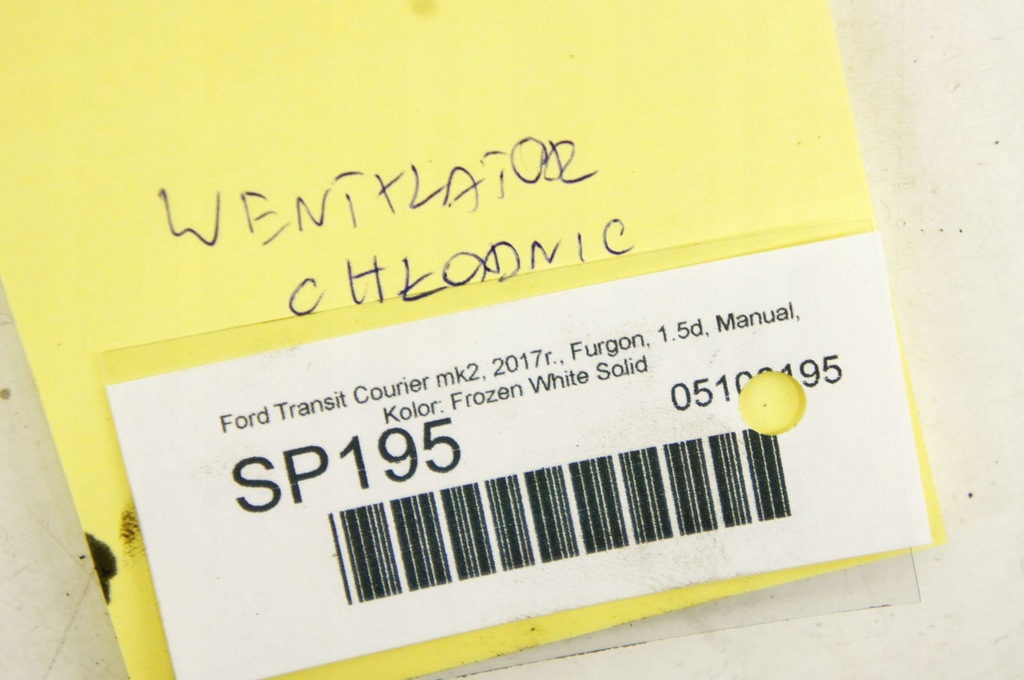 WENTYLATOR
CHŁODNIC
Ford Transit Courier mk2, 2017r., Furgon, 1.5d, Manual,
Kolor: Frozen White Solid
SP195